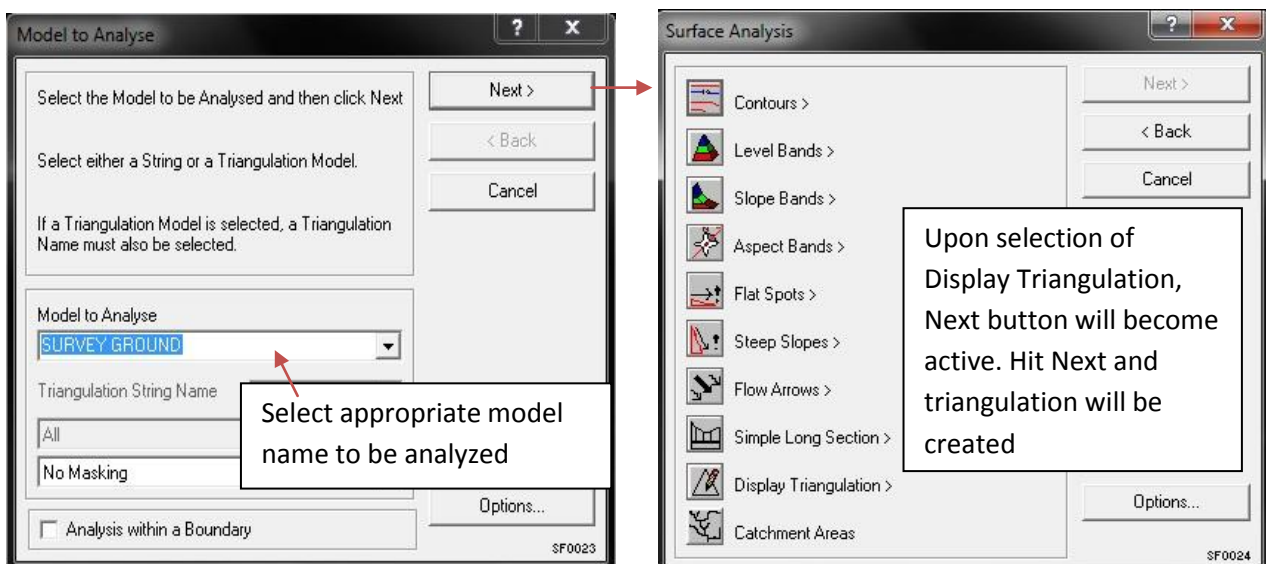 Model to Analyse
Select the Model to be Analysed and then click Next
Select either a String or a Triangulation Model.
If a Triangulation Model is selected, a Triangulation
Name must also be selected.
Next >
< Back
Cancel
Model to Analyse
SURVEY GROUND
Triangulation String Name
All
No Masking
Select appropriate model
name to be analyzed
Options...
Analysis within a Boundary
SF0023
Surface Analysis
Contours >
Level Bands >
Slope Bands >
Aspect Bands >
Flat Spots >
Steep Slopes >
Flow Arrows >
Simple Long Section >
Display Triangulation >
Catchment Areas
Next >
< Back
Cancel
Upon selection of
Display Triangulation,
Next button will become
active. Hit Next and
triangulation will be
created
Options...
SF0024